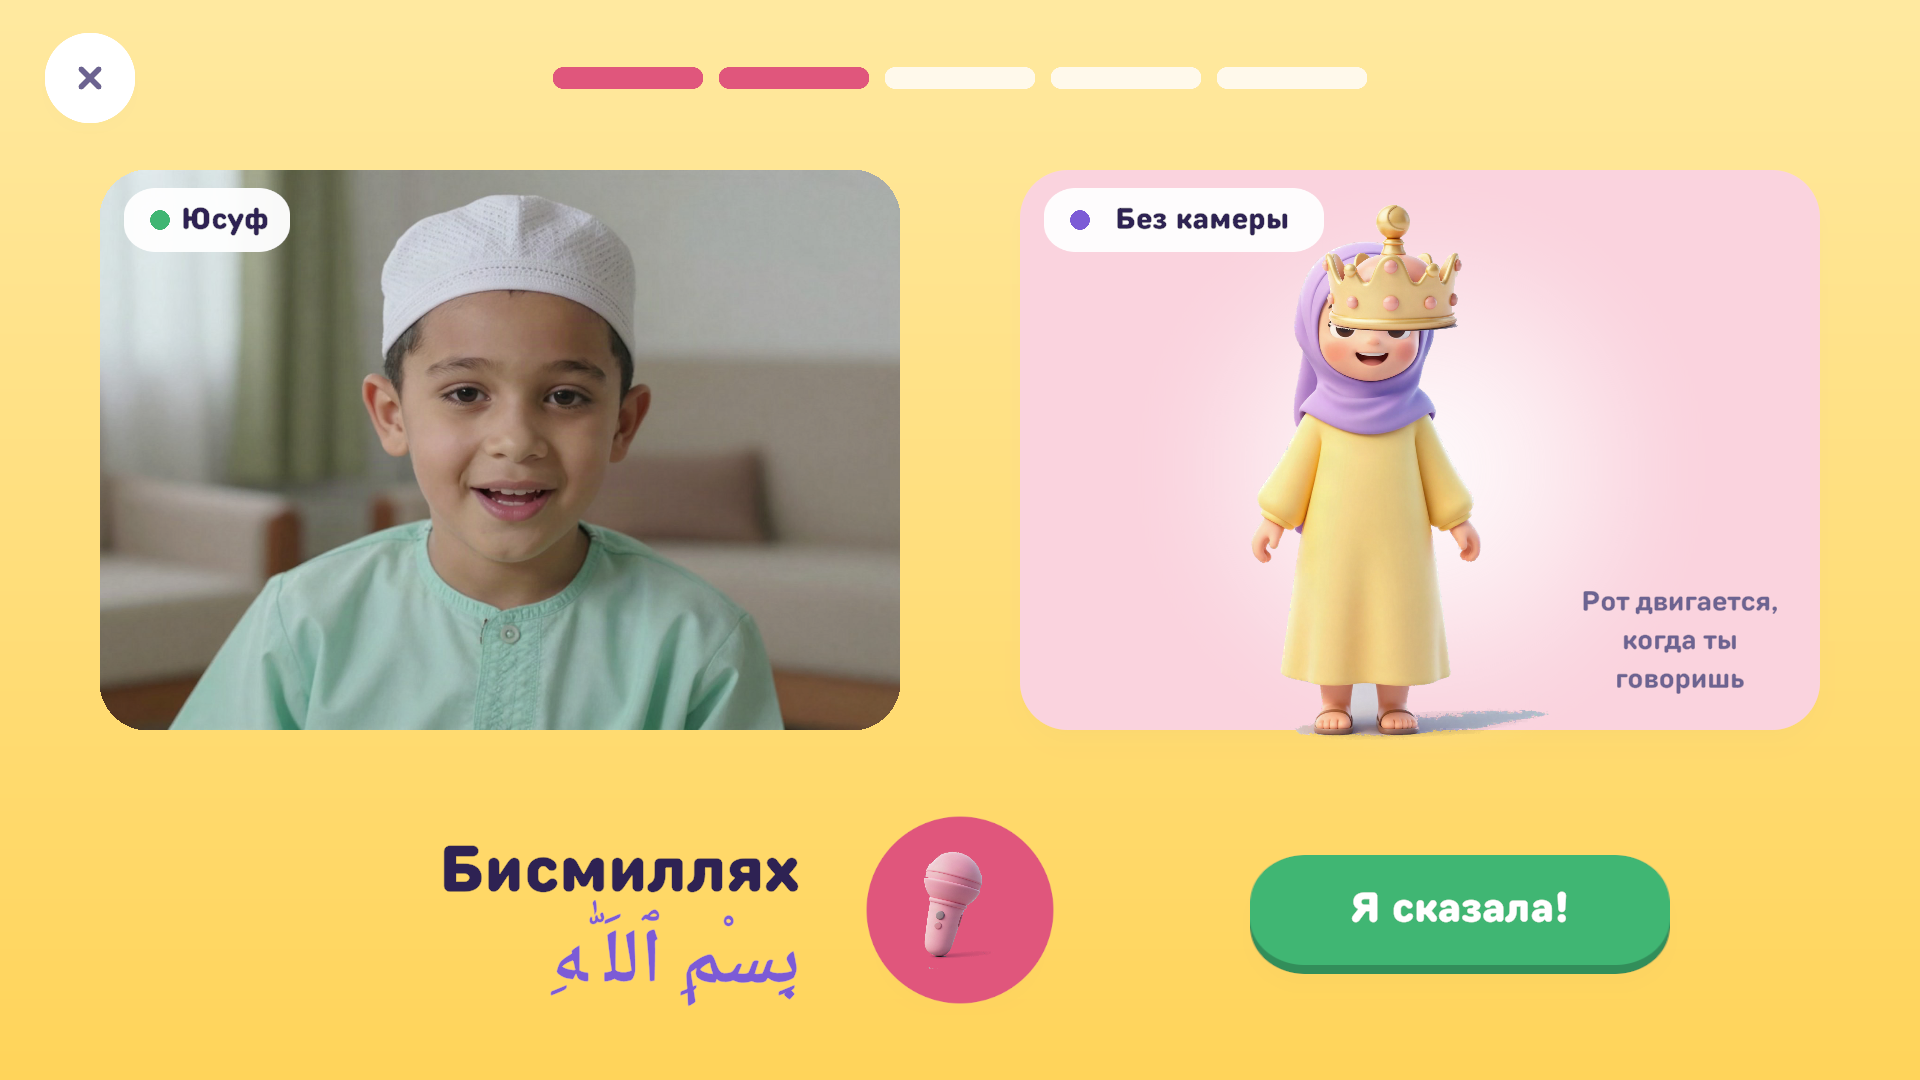 Юсуф
Без камеры
Рот двигается,
когда ты
говоришь
Бисмиллях
بِسْمِ ٱللَّهِ
Я сказала!